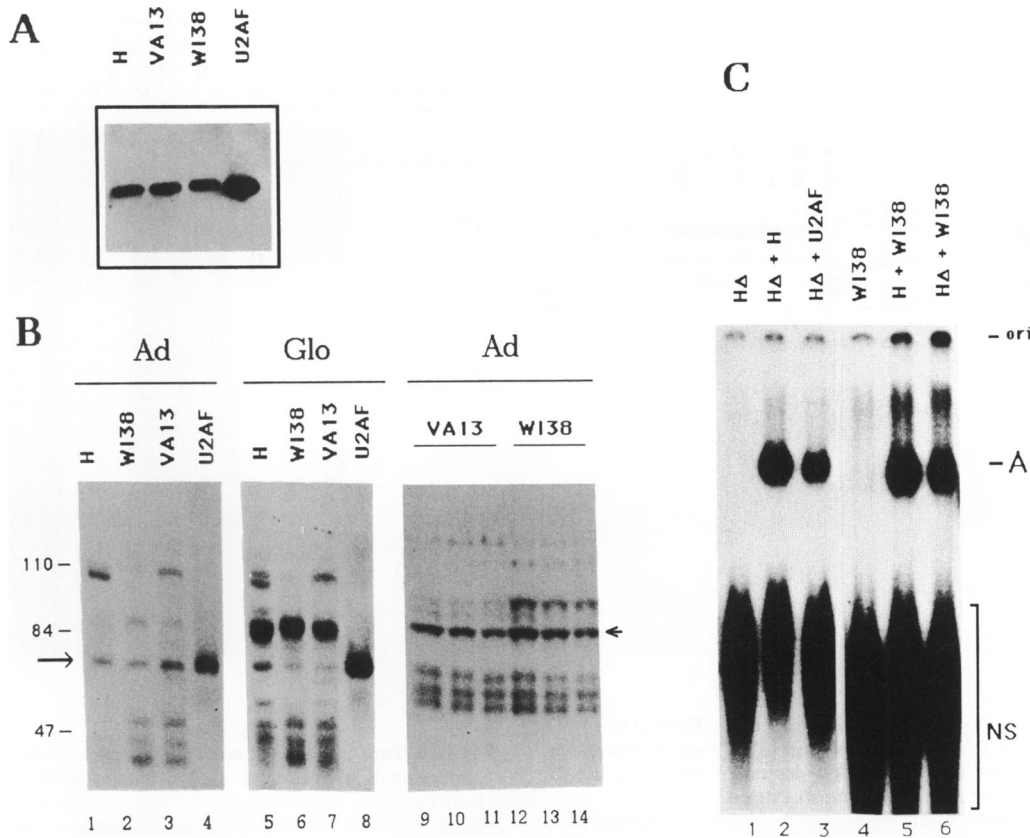 A
H VA13 WI38 U2AF
B
Ad Glo Ad
H WI38 VA13 U2AF H WI38 VA13 U2AF VA13 WI38
110
84
47
1 2 3 4 5 6 7 8 9 10 11 12 13 14
C
HΔ HΔ + H HΔ + U2AF WI38 H + WI38 HΔ + WI38
– ori
– A
NS
1 2 3 4 5 6